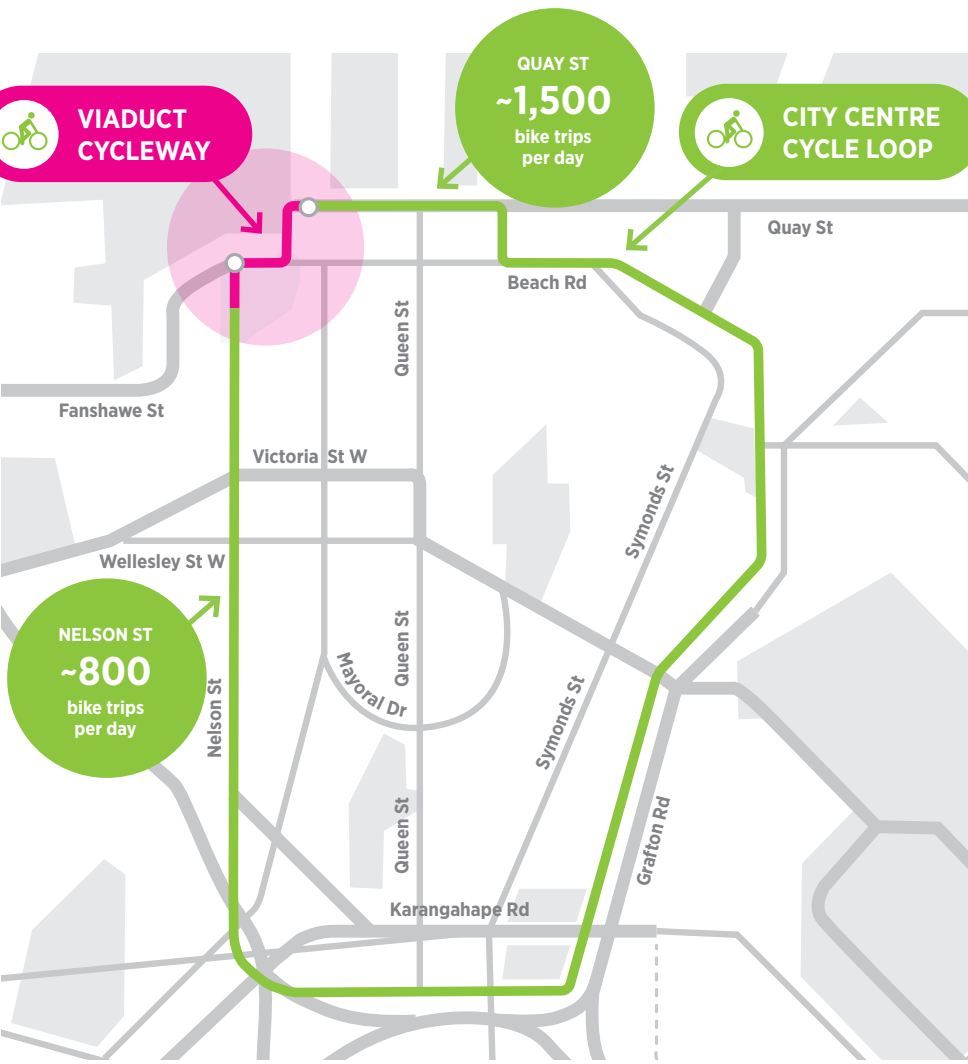 QUAY ST
~1,500
bike trips
per day
VIADUCT
CYCLEWAY
CITY CENTRE
CYCLE LOOP
Quay St
Beach Rd
Queen St
Fanshawe St
Victoria St W
Symonds St
Wellesley St W
NELSON ST
~800
bike trips
per day
Nelson St
Mayoral Dr
Queen St
Symonds St
Queen St
Grafton Rd
Karangahape Rd